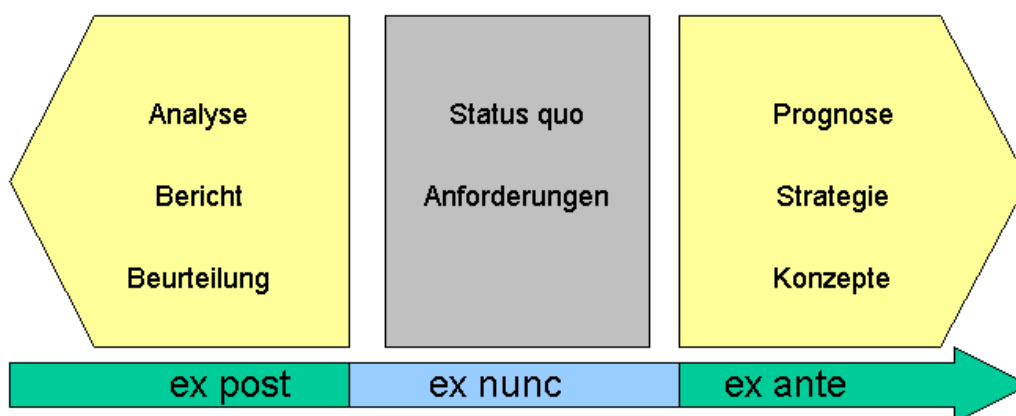 Analyse
Bericht
Beurteilung
Status quo
Anforderungen
Prognose
Strategie
Konzepte
ex post
ex nunc
ex ante